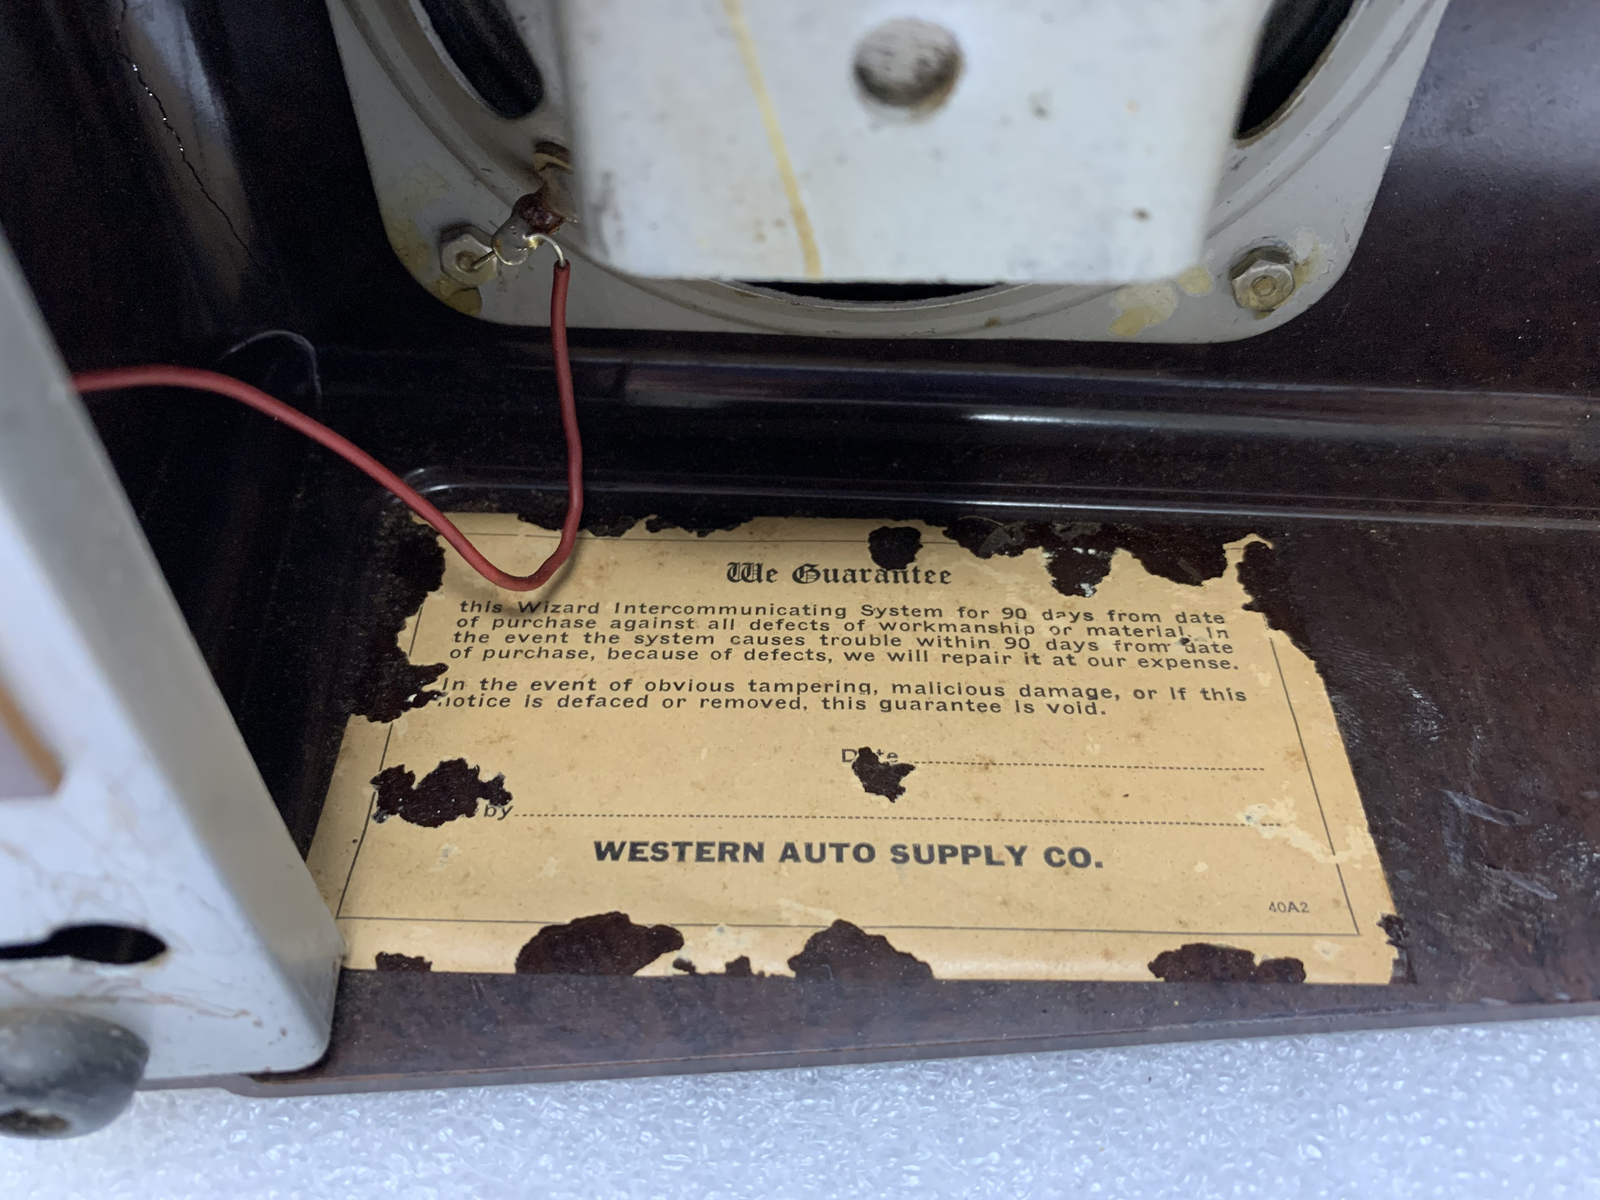 We Guarantee
this Wizard Intercommunicating System for 90 days from date
of purchase against all defects of workmanship or material. In
the event the system causes trouble within 90 days from date
of purchase, because of defects, we will repair it at our expense.
In the event of obvious tampering, malicious damage, or if this
notice is defaced or removed, this guarantee is void.
Date
by
WESTERN AUTO SUPPLY CO.
40A2